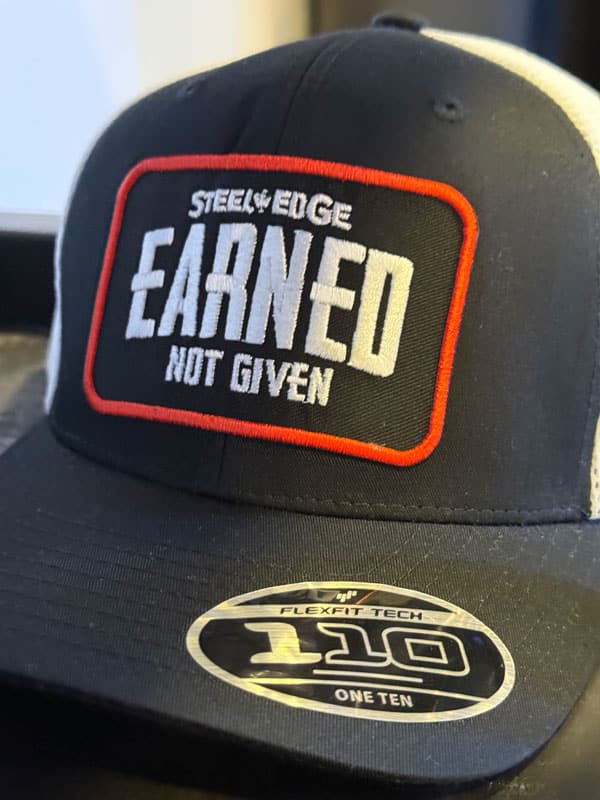 STEEL EDGE
EARNED
NOT GIVEN
FLEXFIT TECH
110
ONE TEN